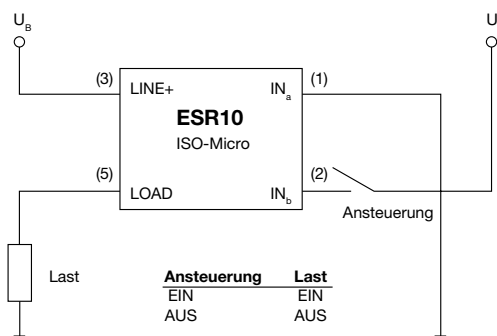 U_B U
(3) LINE+ IN_a (1)
ESR10
ISO-Micro
(5) LOAD IN_b (2)
Ansteuerung
Last
Ansteuerung Last
EIN EIN
AUS AUS